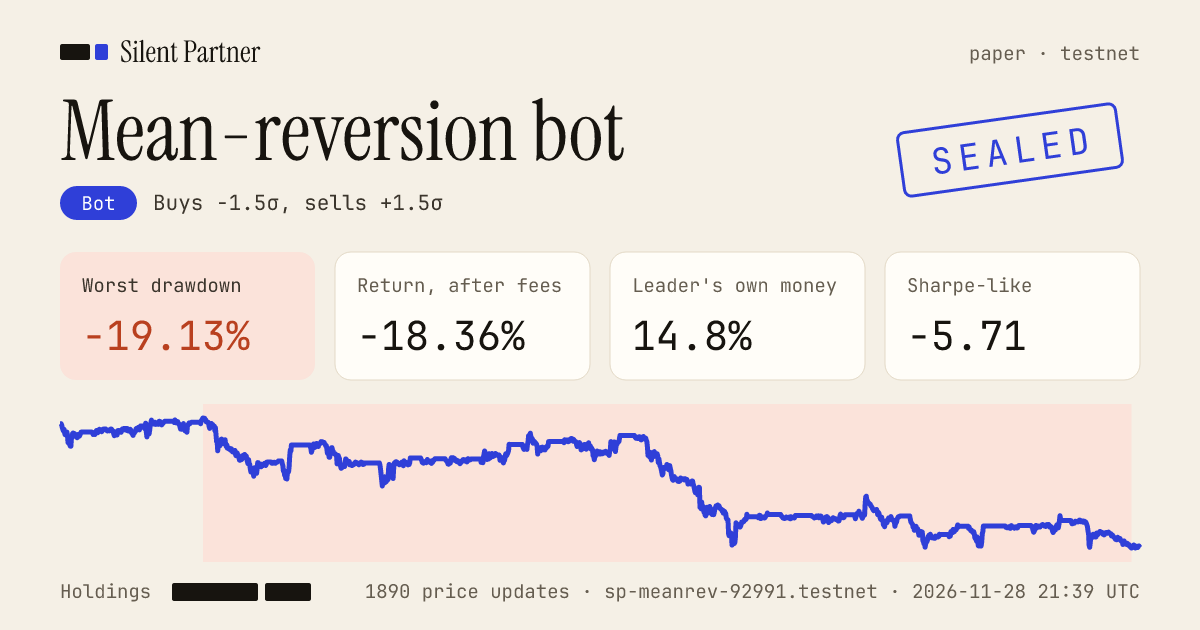 Silent Partner
paper · testnet
Mean-reversion bot
SEALED
Bot
Buys -1.5σ, sells +1.5σ
Worst drawdown
-19.13%
Return, after fees
-18.36%
Leader's own money
14.8%
Sharpe-like
-5.71
Holdings
1890 price updates · sp-meanrev-92991.testnet · 2026-11-28 21:39 UTC